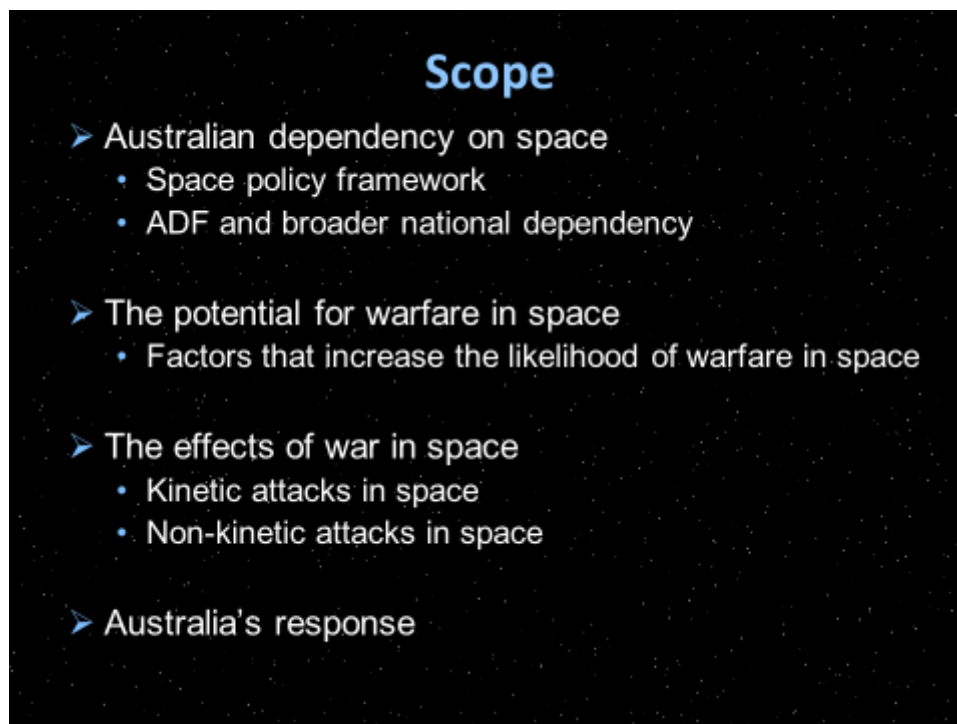 Scope
➢ Australian dependency on space
• Space policy framework
• ADF and broader national dependency
➢ The potential for warfare in space
• Factors that increase the likelihood of warfare in space
➢ The effects of war in space
• Kinetic attacks in space
• Non-kinetic attacks in space
➢ Australia’s response